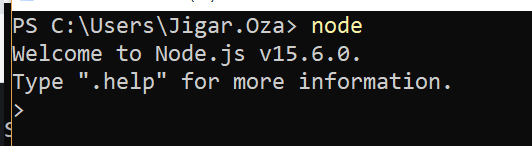 PS C:\Users\Jigar.Oza> node
Welcome to Node.js v15.6.0.
Type ".help" for more information.
>